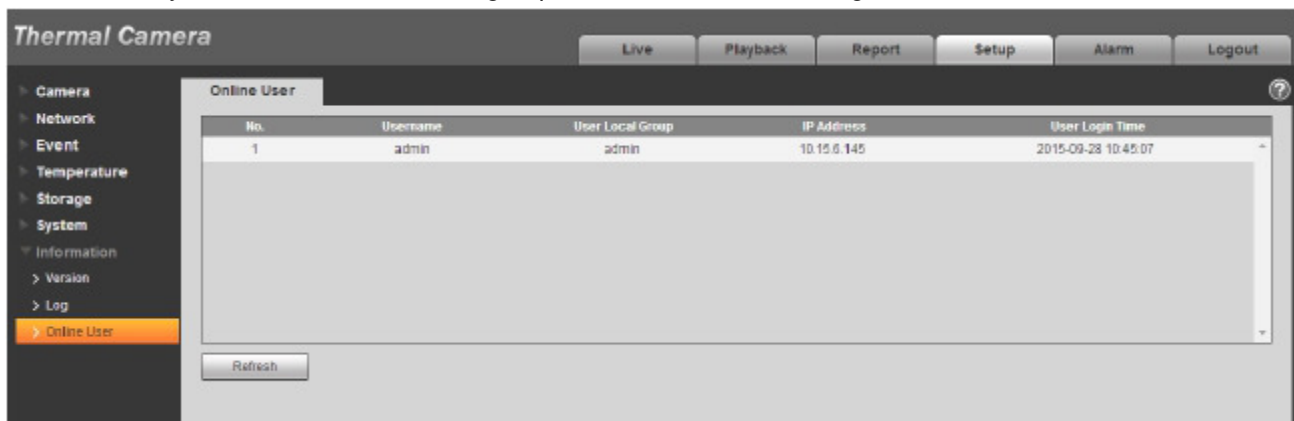 Thermal Camera
Live Playback Report Setup Alarm Logout
Camera
Network
Event
Temperature
Storage
System
Information
> Version
> Log
> Online User
Online User ?
No. Username User Local Group IP Address User Login Time
1 admin admin 10.15.6.145 2015-09-28 10:45:07
Refresh